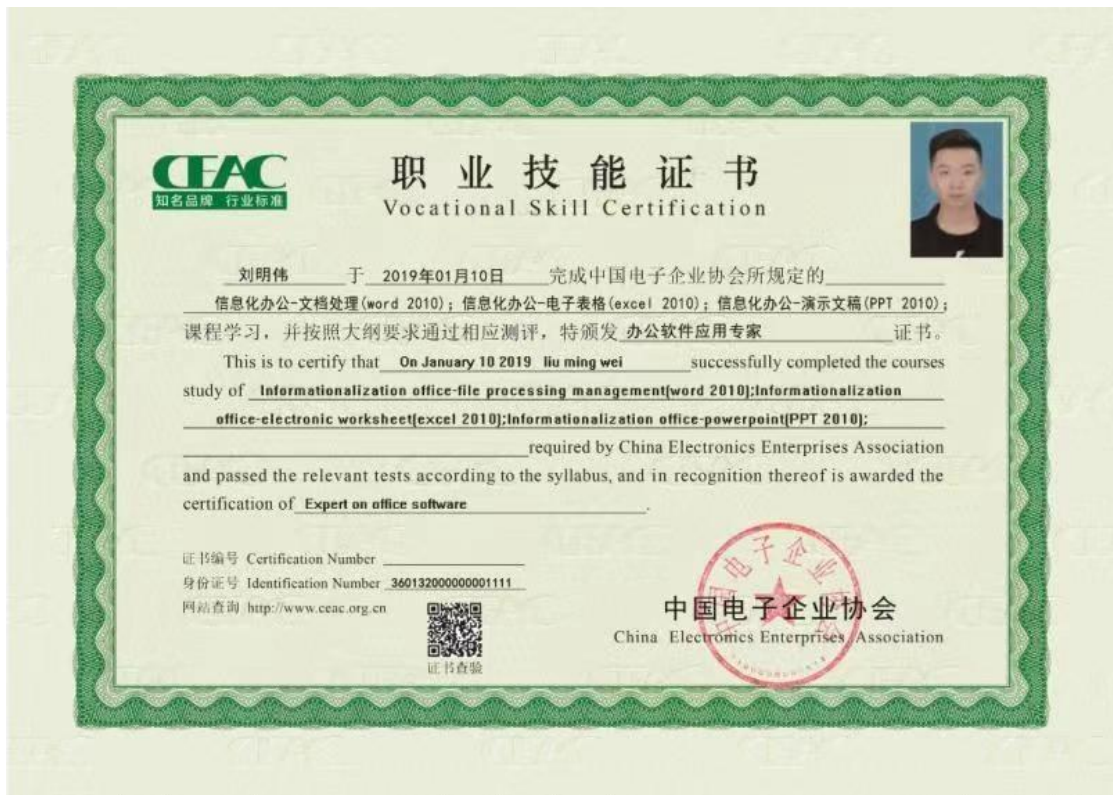 CEAC
知名品牌 行业标准
职业技能证书
Vocational Skill Certification
刘明伟 于 2019年01月10日 完成中国电子企业协会所规定的
信息化办公-文档处理(word 2010); 信息化办公-电子表格(excel 2010); 信息化办公-演示文稿(PPT 2010);
课程学习，并按照大纲要求通过相应测评，特颁发 办公软件应用专家 证书。
This is to certify that On January 10 2019 liu ming wei successfully completed the courses
study of Informationalization office-file processing management(word 2010);Informationalization
office-electronic worksheet(excel 2010);Informationalization office-powerpoint(PPT 2010);
required by China Electronics Enterprises Association
and passed the relevant tests according to the syllabus, and in recognition thereof is awarded the
certification of Expert on office software.
证书编号 Certification Number
身份证号 Identification Number 360132000000001111
网站查询 http://www.ceac.org.cn
证书查验
中国电子企业协会
中国电子企业协会
China Electronics Enterprises Association